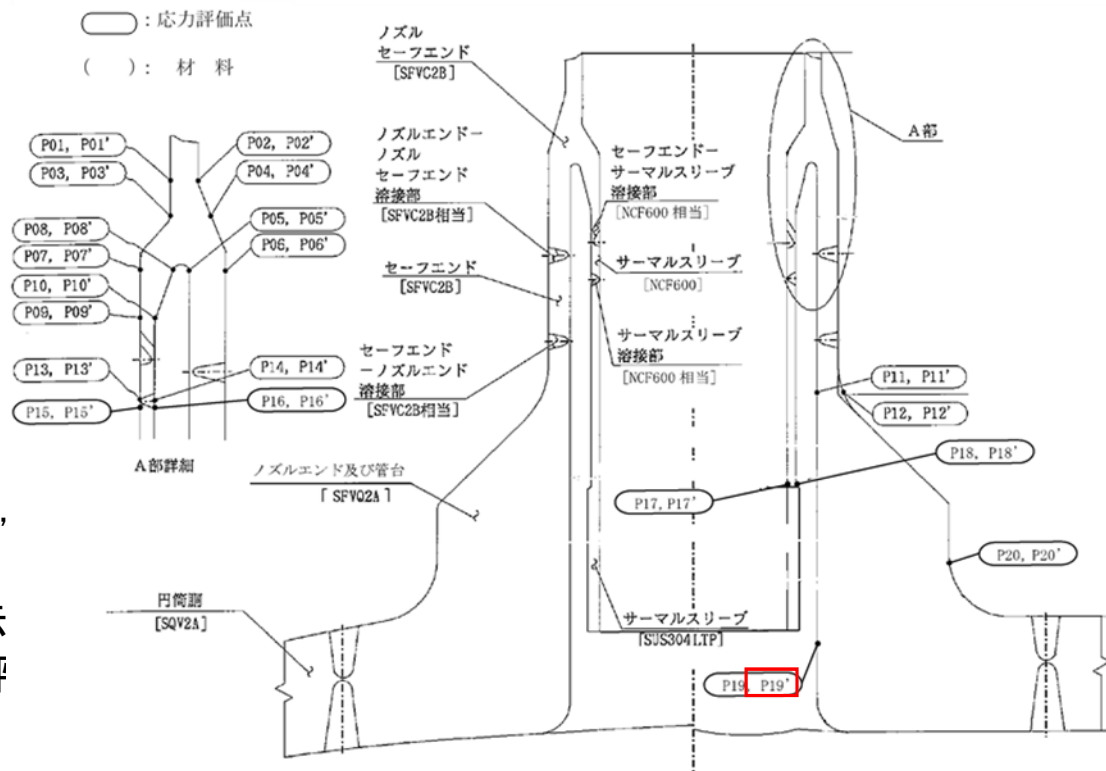 : 応力評価点
(　): 材 料
ノズル
セーフエンド
[SFVC2B]
A部
P01, P01'
P02, P02'
P03, P03'
P04, P04'
P05, P05'
P08, P08'
P06, P06'
P07, P07'
P10, P10'
P09, P09'
P13, P13'
P14, P14'
P15, P15'
P16, P16'
A部詳細
ノズルエンドー
ノズル
セーフエンド
溶接部
[SFVC2B相当]
セーフエンドー
サーマルスリーブ
溶接部
[NCF600 相当]
セーフエンド
[SFVC2B]
サーマルスリーブ
[NCF600]
セーフエンド
ーノズルエンド
溶接部
[SFVC2B相当]
サーマルスリーブ
溶接部
[NCF600 相当]
P11, P11'
P12, P12'
P18, P18'
P17, P17'
ノズルエンド及び管台
[SFVQ2A]
P20, P20'
円筒胴
[SQV2A]
サーマルスリーブ
[SUS304LTP]
P19, P19'